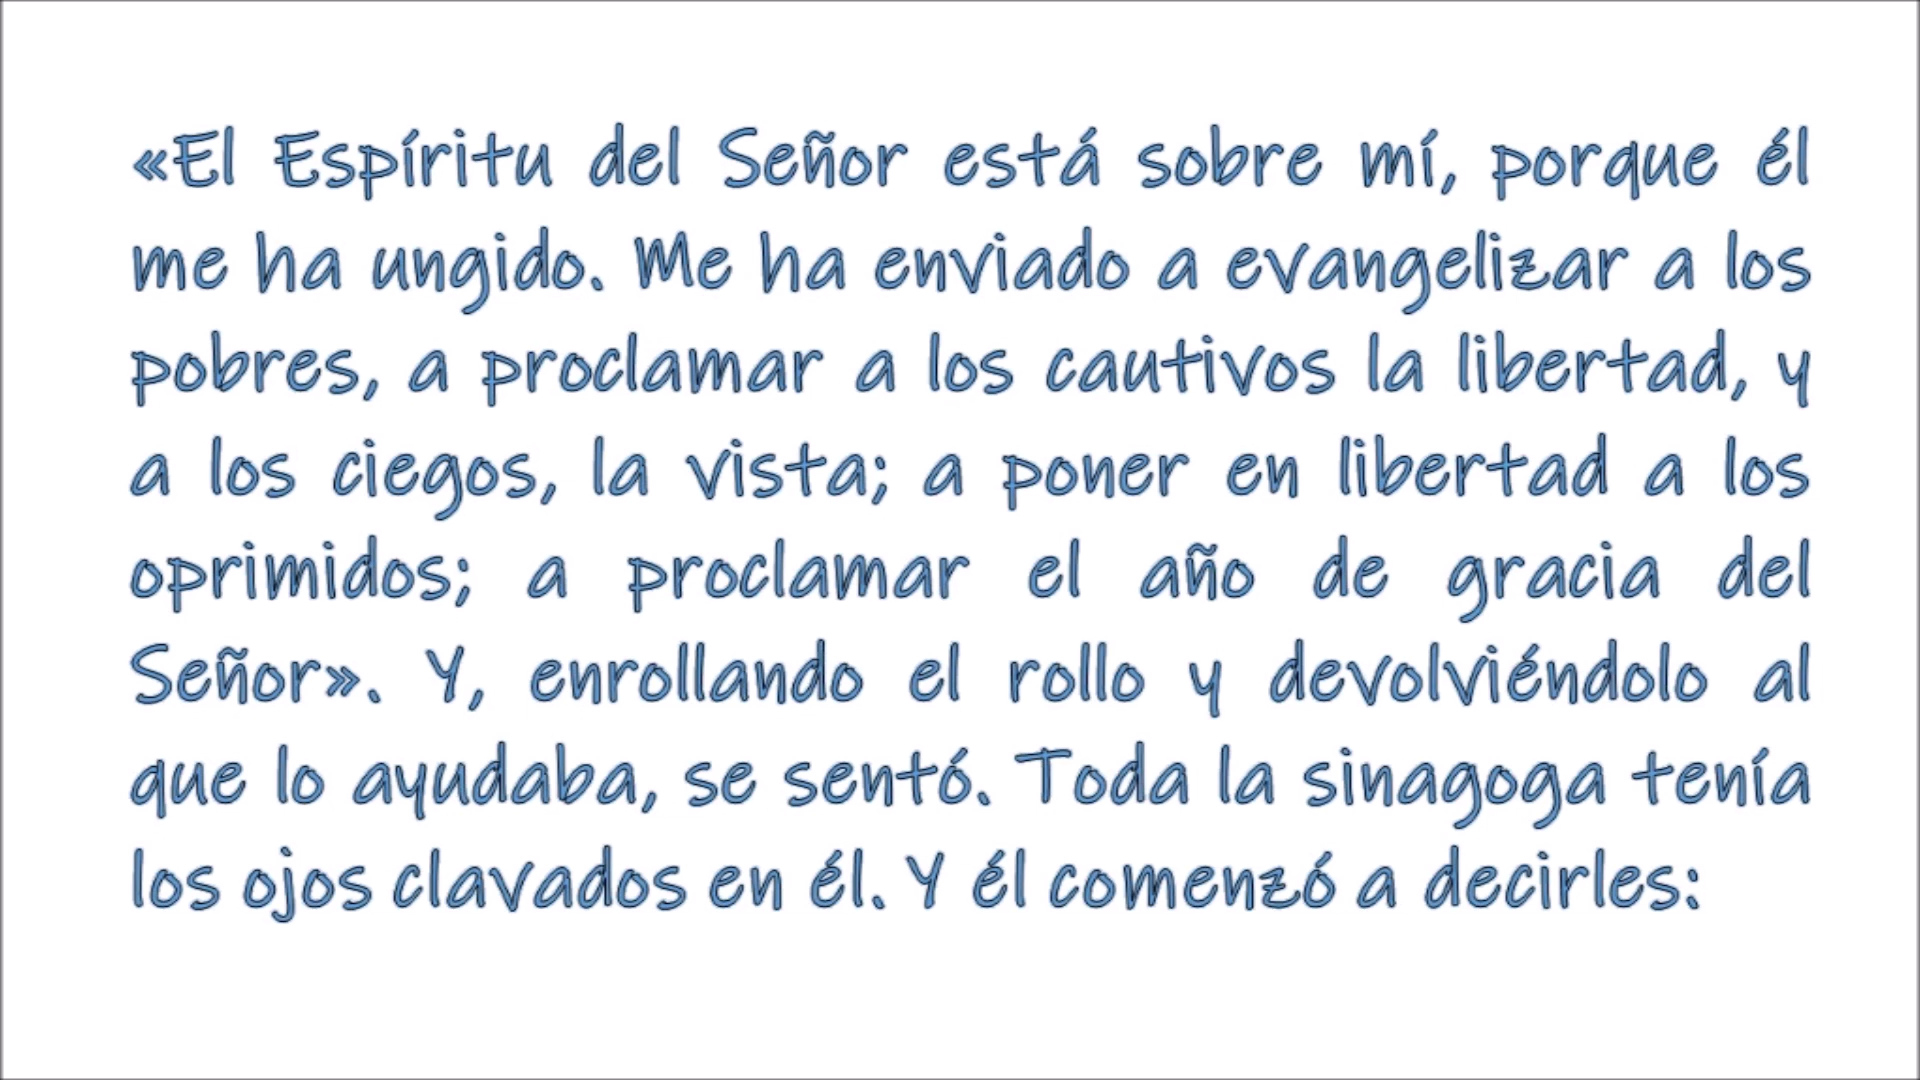 «El Espíritu del Señor está sobre mí, porque él
me ha ungido. Me ha enviado a evangelizar a los
pobres, a proclamar a los cautivos la libertad, y
a los ciegos, la vista; a poner en libertad a los
oprimidos; a proclamar el año de gracia del
Señor». Y, enrollando el rollo y devolviéndolo al
que lo ayudaba, se sentó. Toda la sinagoga tenía
los ojos clavados en él. Y él comenzó a decirles: